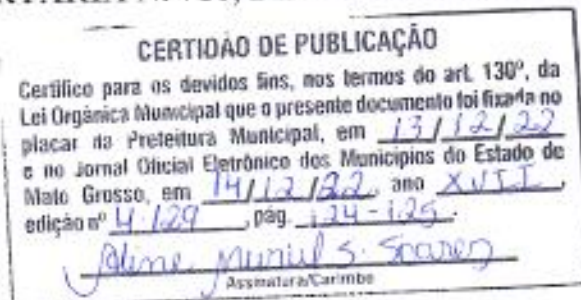 CERTIDÃO DE PUBLICAÇÃO
Certifico para os devidos fins, nos termos do art. 130º, da
Lei Orgânica Municipal que o presente documento foi fixada no
placar da Prefeitura Municipal, em 13/12/22
e no Jornal Oficial Eletrônico dos Municípios do Estado de
Mato Grosso, em 14/12/22, ano XVII,
edição nº 4.129, pág. 124-125.
Aline Muriel S. Soares
Assinatura/Carimbo